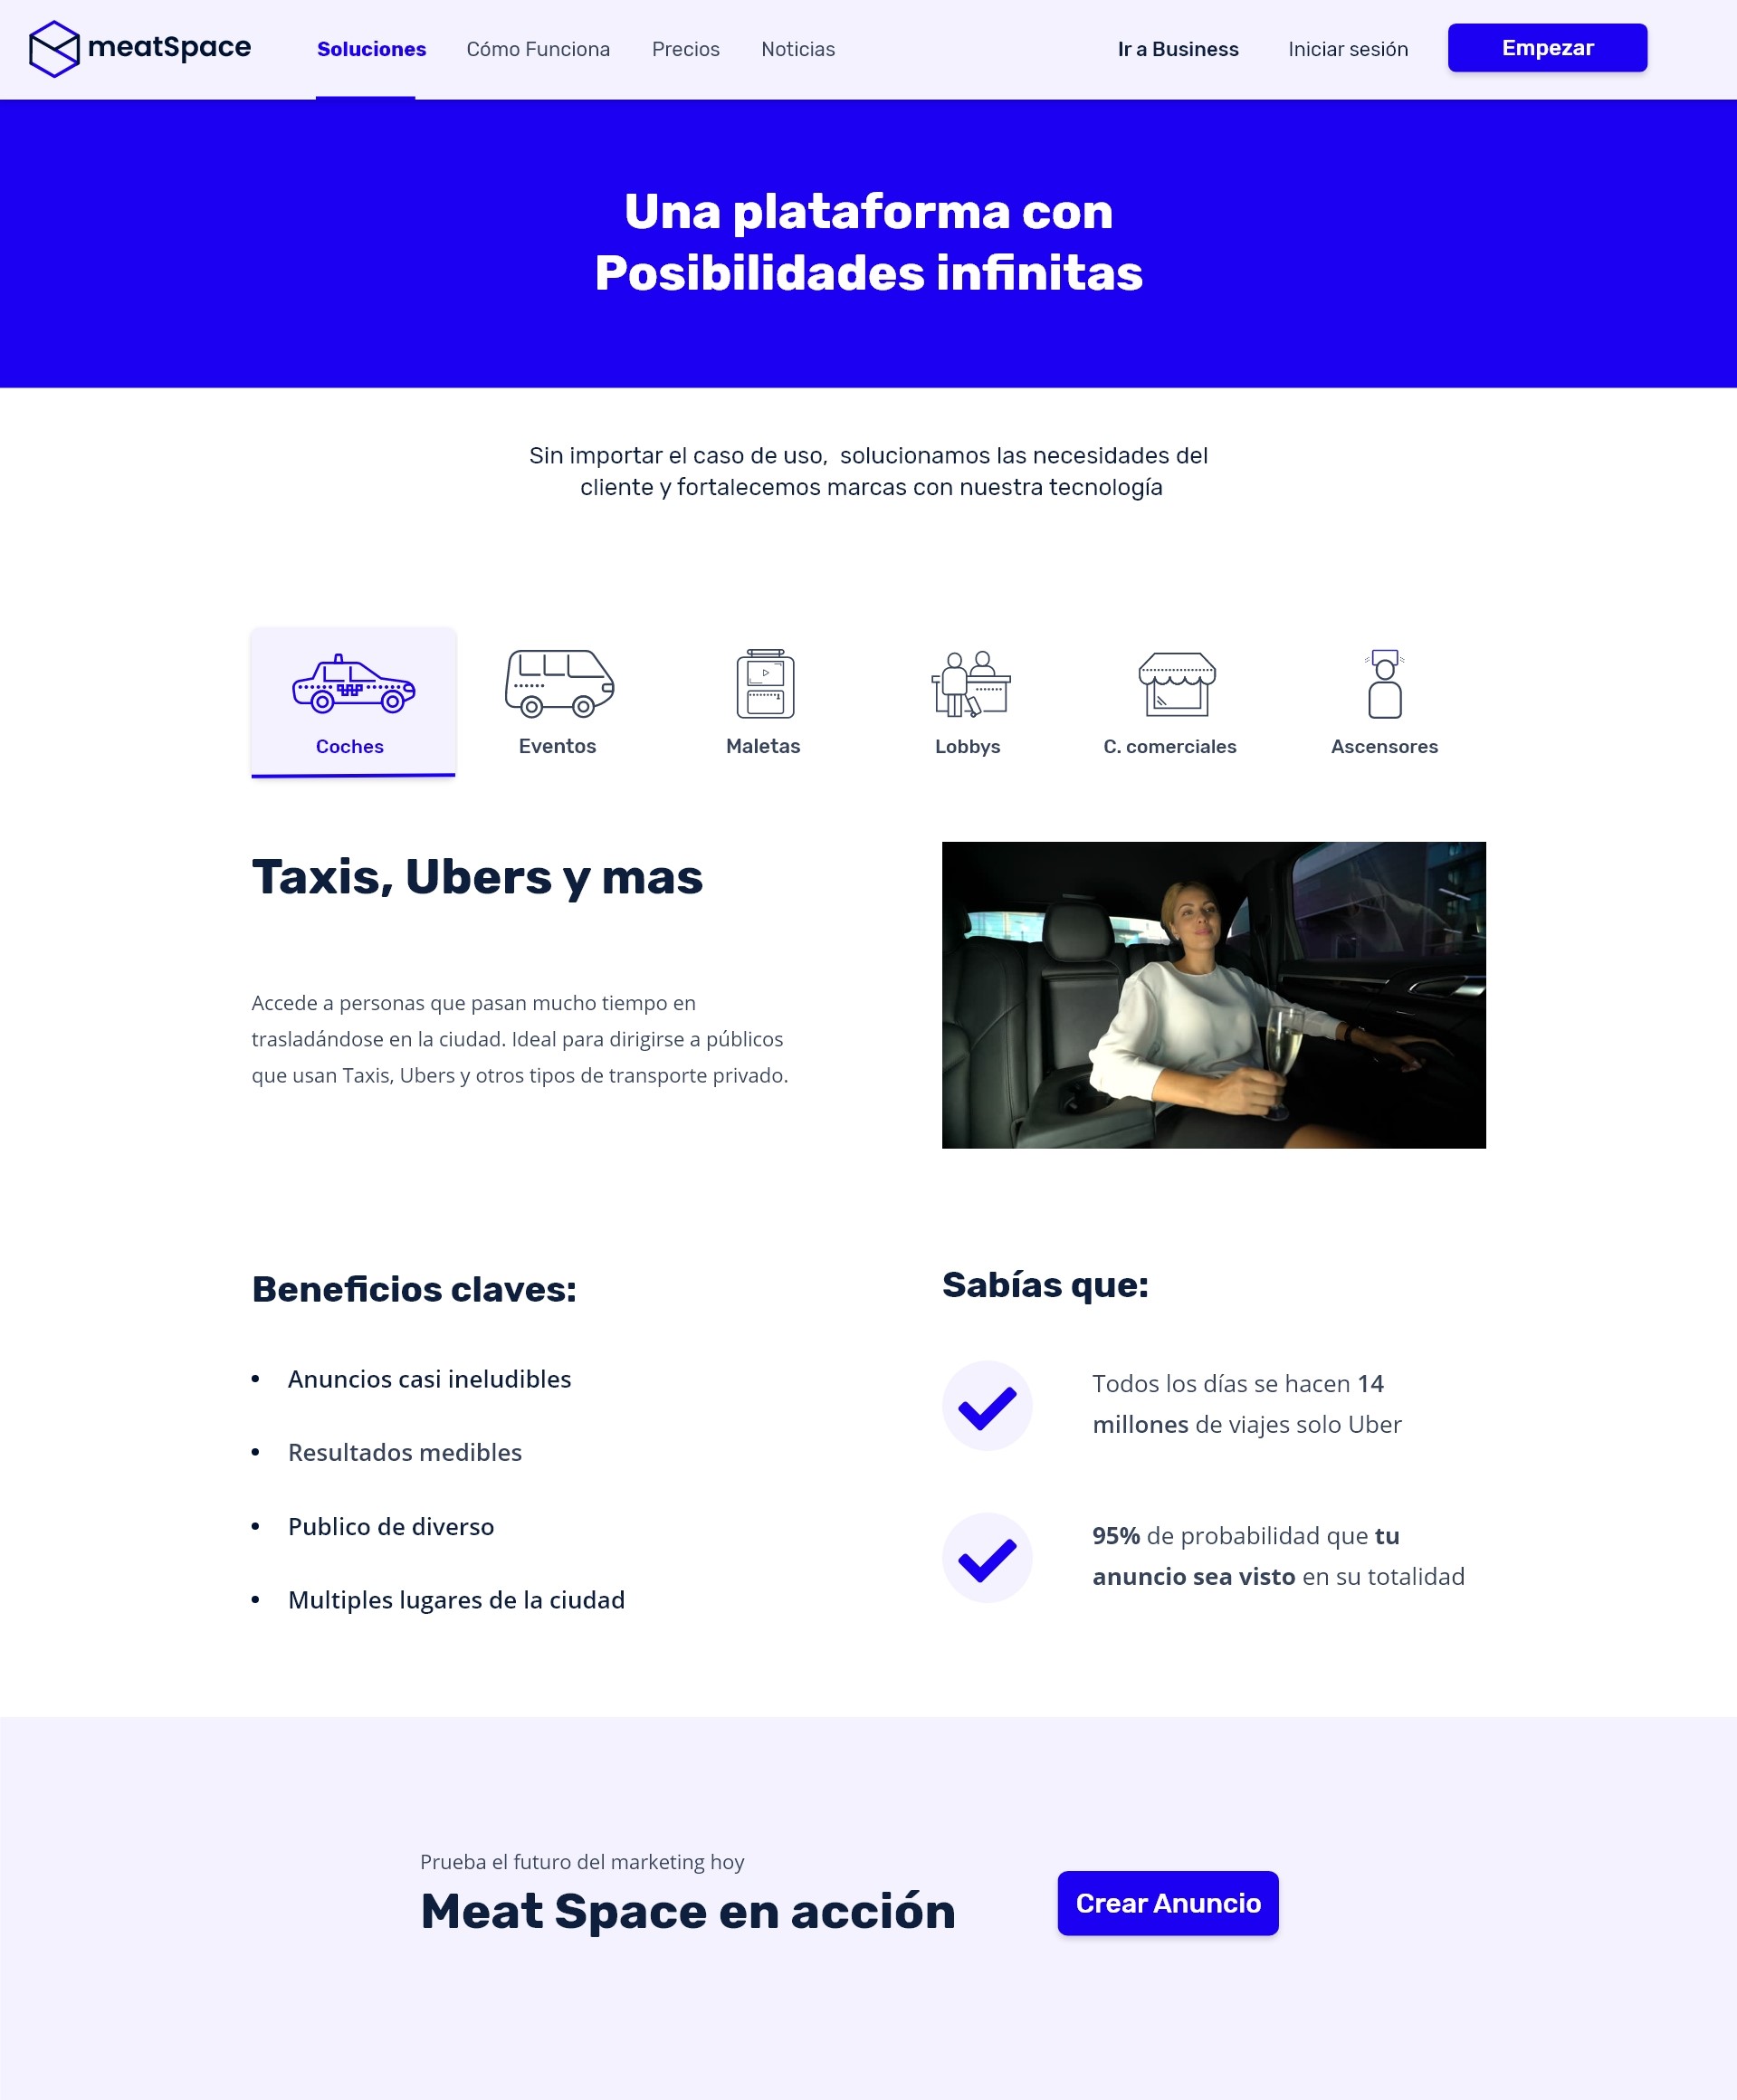 meatSpace
Soluciones
Cómo Funciona
Precios
Noticias
Ir a Business
Iniciar sesión
Empezar
Una plataforma con
Posibilidades infinitas
Sin importar el caso de uso,  solucionamos las necesidades del
cliente y fortalecemos marcas con nuestra tecnología
Coches
Eventos
Maletas
Lobbys
C. comerciales
Ascensores
Taxis, Ubers y mas
Accede a personas que pasan mucho tiempo en
trasladándose en la ciudad. Ideal para dirigirse a públicos
que usan Taxis, Ubers y otros tipos de transporte privado.
Beneficios claves:
• Anuncios casi ineludibles
• Resultados medibles
• Publico de diverso
• Multiples lugares de la ciudad
Sabías que:
Todos los días se hacen 14
millones de viajes solo Uber
95% de probabilidad que tu
anuncio sea visto en su totalidad
Prueba el futuro del marketing hoy
Meat Space en acción
Crear Anuncio